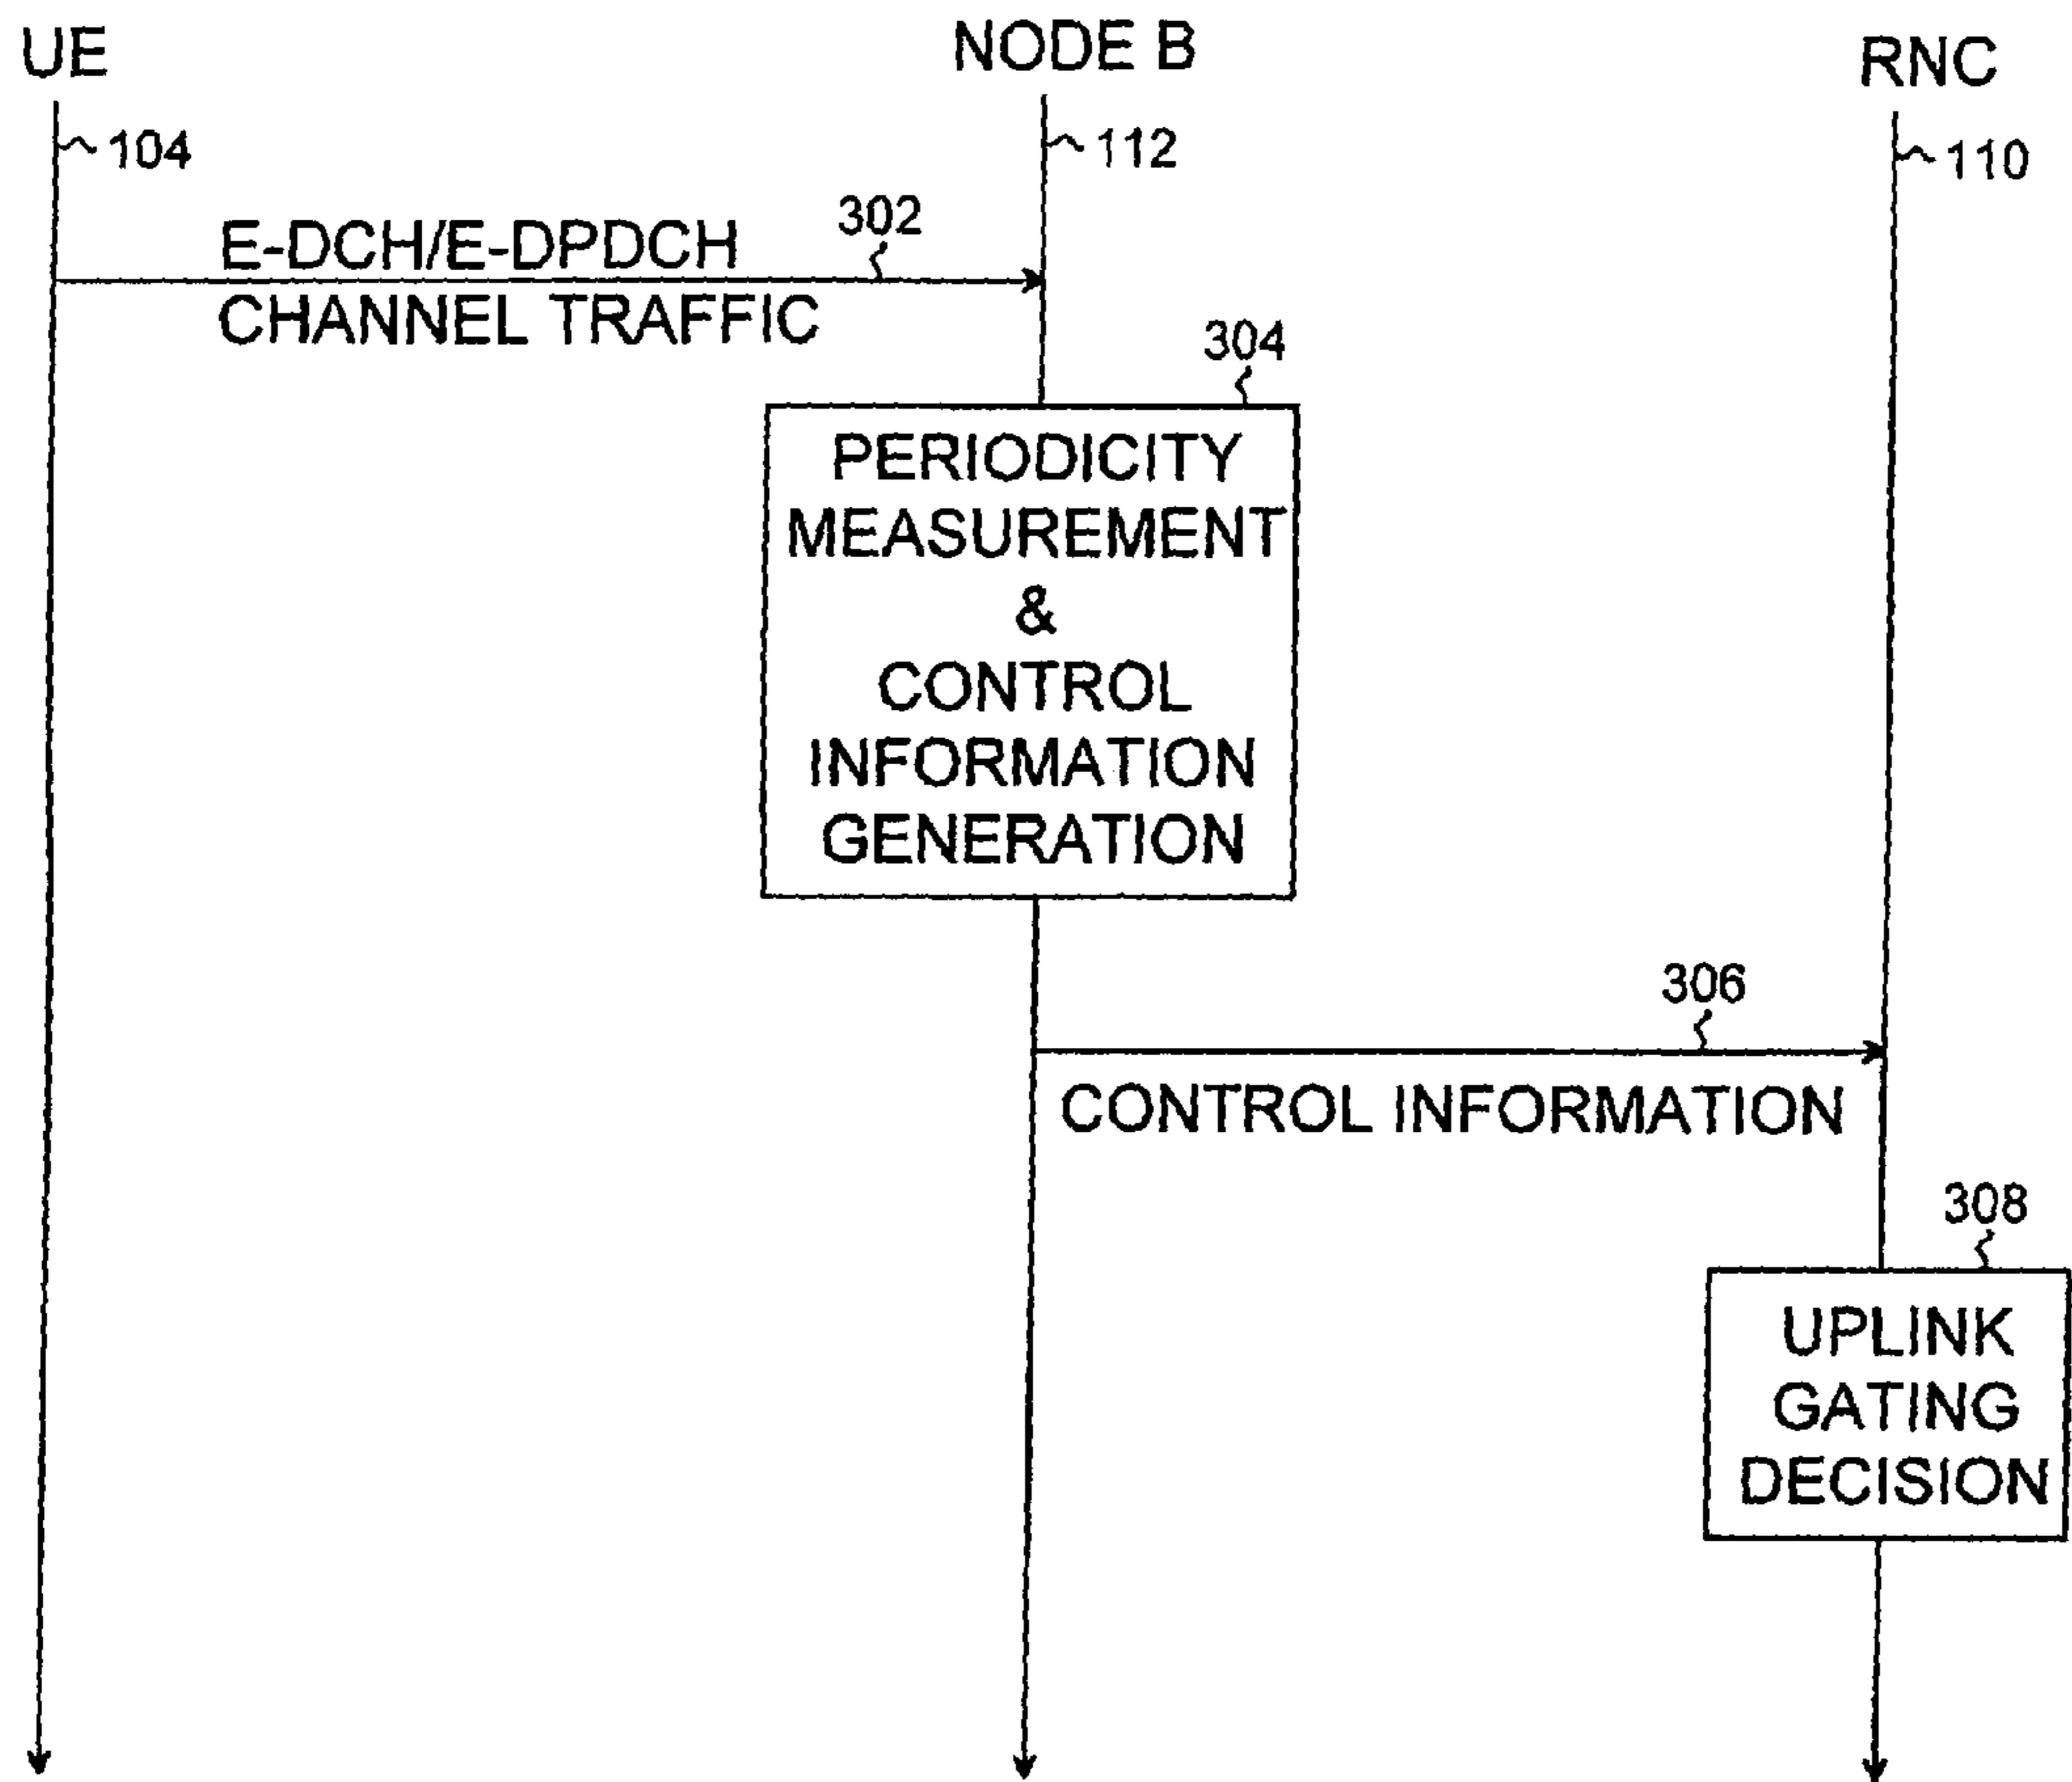 UE
NODE B
RNC
104
112
110
302
E-DCH/E-DPDCH
CHANNEL TRAFFIC
304
PERIODICITY
MEASUREMENT
&
CONTROL
INFORMATION
GENERATION
306
CONTROL INFORMATION
308
UPLINK
GATING
DECISION